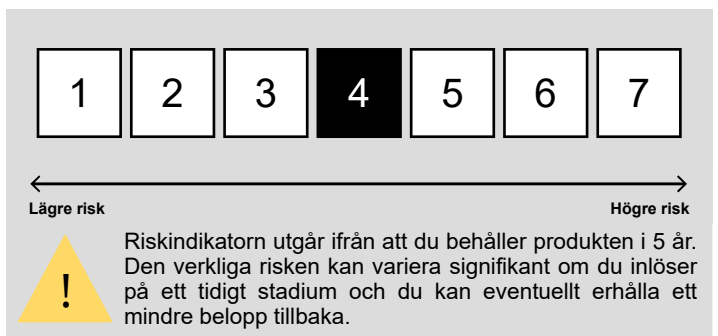 1 2 3 4 5 6 7
Lägre risk Högre risk
! Riskindikatorn utgår ifrån att du behåller produkten i 5 år.
Den verkliga risken kan variera signifikant om du inlöser
på ett tidigt stadium och du kan eventuellt erhålla ett
mindre belopp tillbaka.